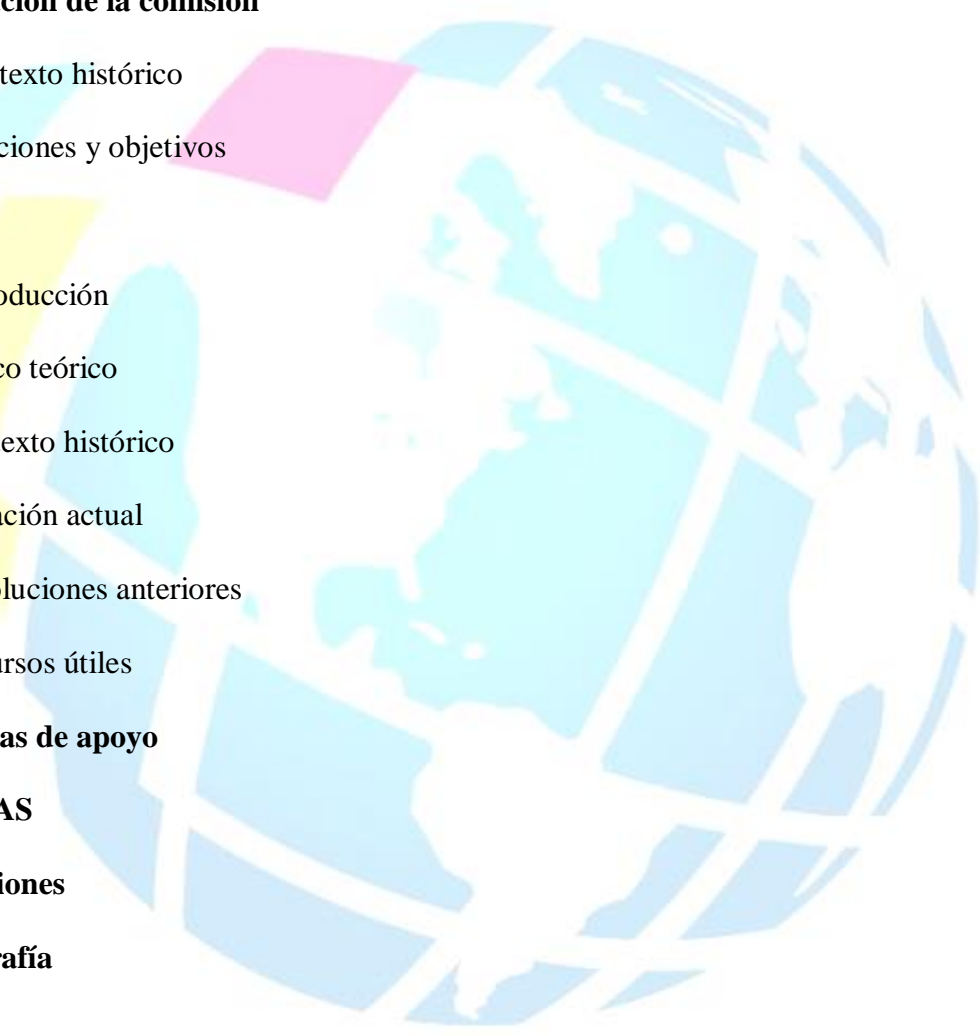 ación de la comisión
texto histórico
ciones y objetivos
oducción
co teórico
exto histórico
ación actual
oluciones anteriores
ursos útiles
as de apoyo
AS
iones
rafía